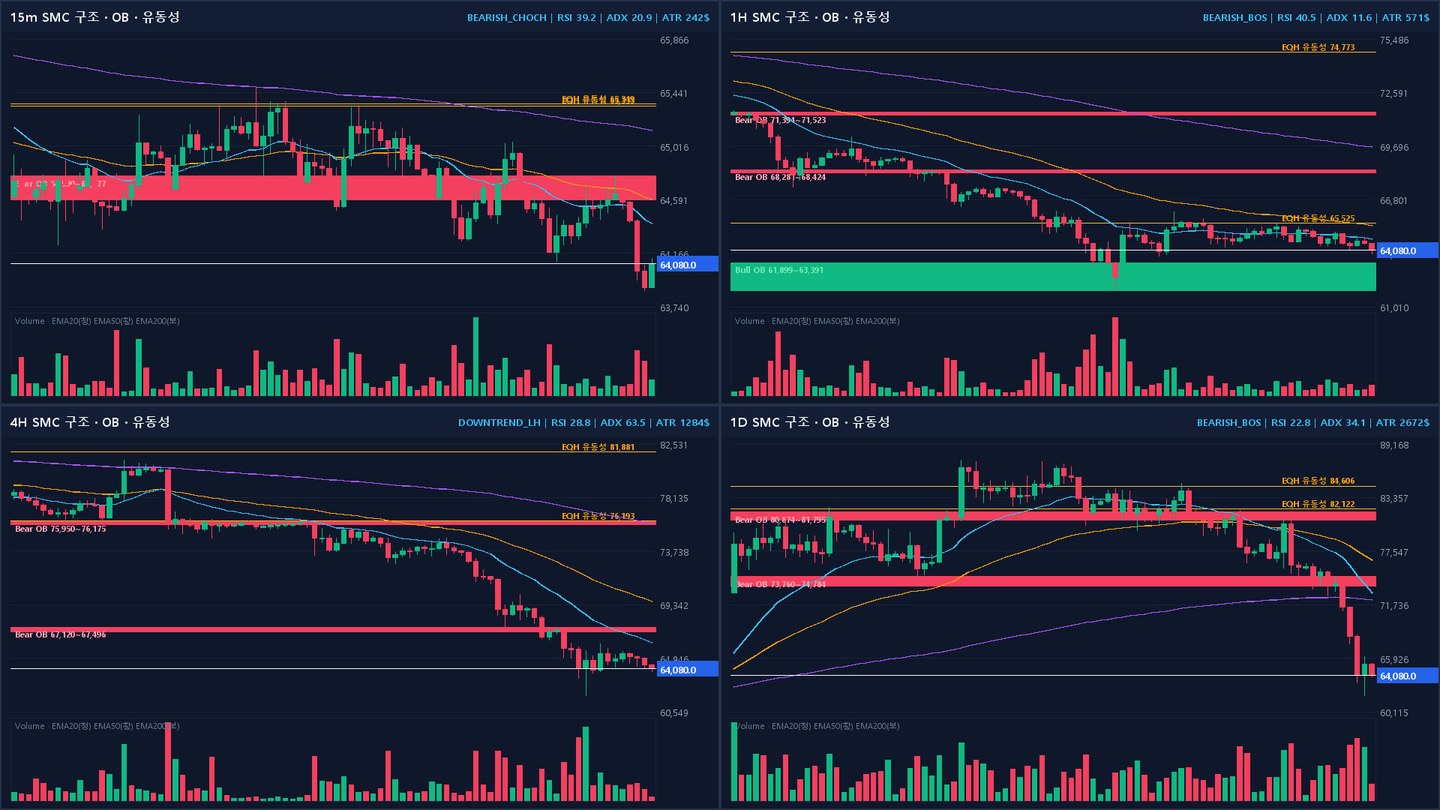 15m SMC 구조 · OB · 유동성
BEARISH_CHOCH | RSI 39.2 | ADX 20.9 | ATR 242$
65,866
65,441
EQH 유동성
65,016
64,591
64,166
64,080.0
63,740
Volume · EMA20(청) EMA50(황) EMA200(보)
1H SMC 구조 · OB · 유동성
BEARISH_BOS | RSI 40.5 | ADX 11.6 | ATR 571$
75,486
EQH 유동성 74,773
72,591
Bear OB 71,394~71,523
69,696
Bear OB 68,281~68,424
66,801
EQH 유동성 65,525
64,080.0
Bull OB 61,899~63,391
61,010
Volume · EMA20(청) EMA50(황) EMA200(보)
4H SMC 구조 · OB · 유동성
DOWNTREND_LH | RSI 28.8 | ADX 63.5 | ATR 1284$
82,531
EQH 유동성 81,881
78,135
EQH 유동성 76,193
Bear OB 75,950~76,175
73,738
69,342
Bear OB 67,120~67,496
64,946
64,080.0
60,549
Volume · EMA20(청) EMA50(황) EMA200(보)
1D SMC 구조 · OB · 유동성
BEARISH_BOS | RSI 22.8 | ADX 34.1 | ATR 2672$
89,168
EQH 유동성 84,606
83,357
EQH 유동성 82,122
Bear OB 80,874~81,795
77,547
Bear OB 73,760~74,784
71,736
65,926
64,080.0
60,115
Volume · EMA20(청) EMA50(황) EMA200(보)